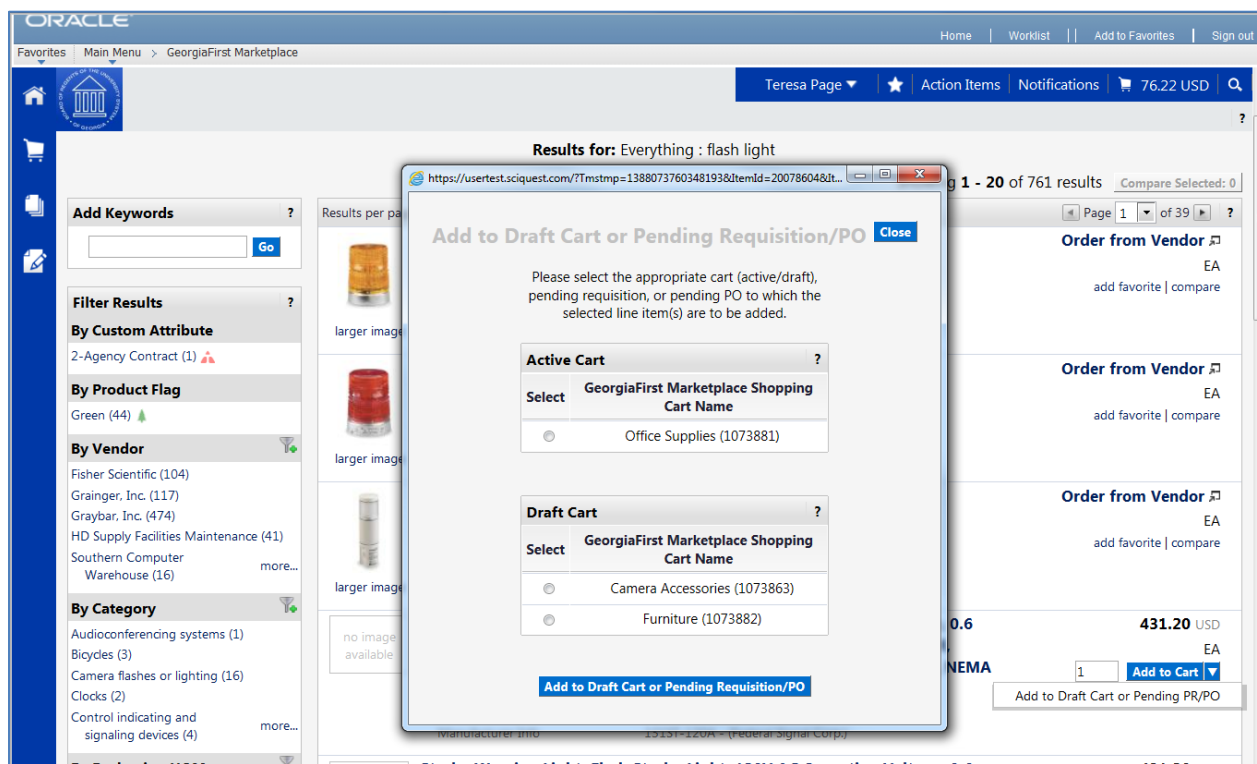 ORACLE
Home | Worklist | | Add to Favorites | Sign out
Favorites Main Menu > GeorgiaFirst Marketplace
Teresa Page | Action Items | Notifications | 76.22 USD
?
Results for: Everything : flash light
https://usertest.sciquest.com/?Tmstmp=1388073760348193&ItemId=20078604&It...
1 - 20 of 761 results Compare Selected: 0
Add Keywords ?
Go
Results per pa
Page 1 of 39 ?
Add to Draft Cart or Pending Requisition/PO Close
Please select the appropriate cart (active/draft),
pending requisition, or pending PO to which the
selected line item(s) are to be added.
Active Cart ?
Select GeorgiaFirst Marketplace Shopping
Cart Name
Office Supplies (1073881)
Draft Cart ?
Select GeorgiaFirst Marketplace Shopping
Cart Name
Camera Accessories (1073863)
Furniture (1073882)
Add to Draft Cart or Pending Requisition/PO
Filter Results ?
By Custom Attribute
2-Agency Contract (1)
By Product Flag
Green (44)
By Vendor
Fisher Scientific (104)
Grainger, Inc. (117)
Graybar, Inc. (474)
HD Supply Facilities Maintenance (41)
Southern Computer
Warehouse (16) more...
By Category
Audioconferencing systems (1)
Bicycles (3)
Camera flashes or lighting (16)
Clocks (2)
Control indicating and
signaling devices (4) more...
larger image
larger image
larger image
no image
available
Order from Vendor
EA
add favorite | compare
Order from Vendor
EA
add favorite | compare
Order from Vendor
EA
add favorite | compare
0.6 431.20 USD
EA
NEMA 1 Add to Cart
Add to Draft Cart or Pending PR/PO
Manufacturer Info 151ST-120A - (Federal Signal Corp.)